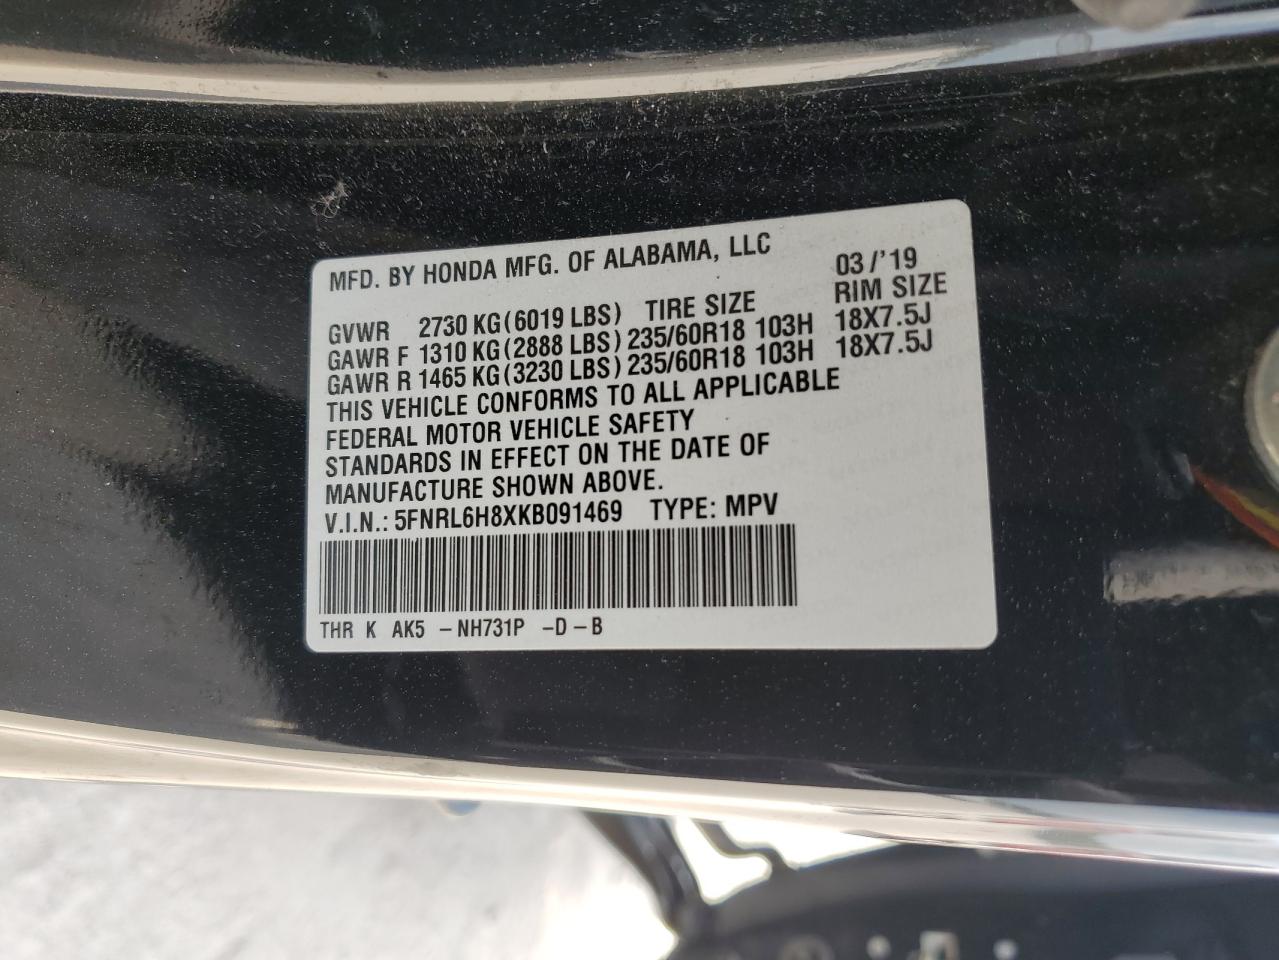 MFD. BY HONDA MFG. OF ALABAMA, LLC 03/'19
GVWR 2730 KG(6019 LBS) TIRE SIZE RIM SIZE
GAWR F 1310 KG(2888 LBS) 235/60R18 103H 18X7.5J
GAWR R 1465 KG(3230 LBS) 235/60R18 103H 18X7.5J
THIS VEHICLE CONFORMS TO ALL APPLICABLE
FEDERAL MOTOR VEHICLE SAFETY
STANDARDS IN EFFECT ON THE DATE OF
MANUFACTURE SHOWN ABOVE.
V.I.N.: 5FNRL6H8XKB091469 TYPE: MPV
THR K AK5 -NH731P -D-B